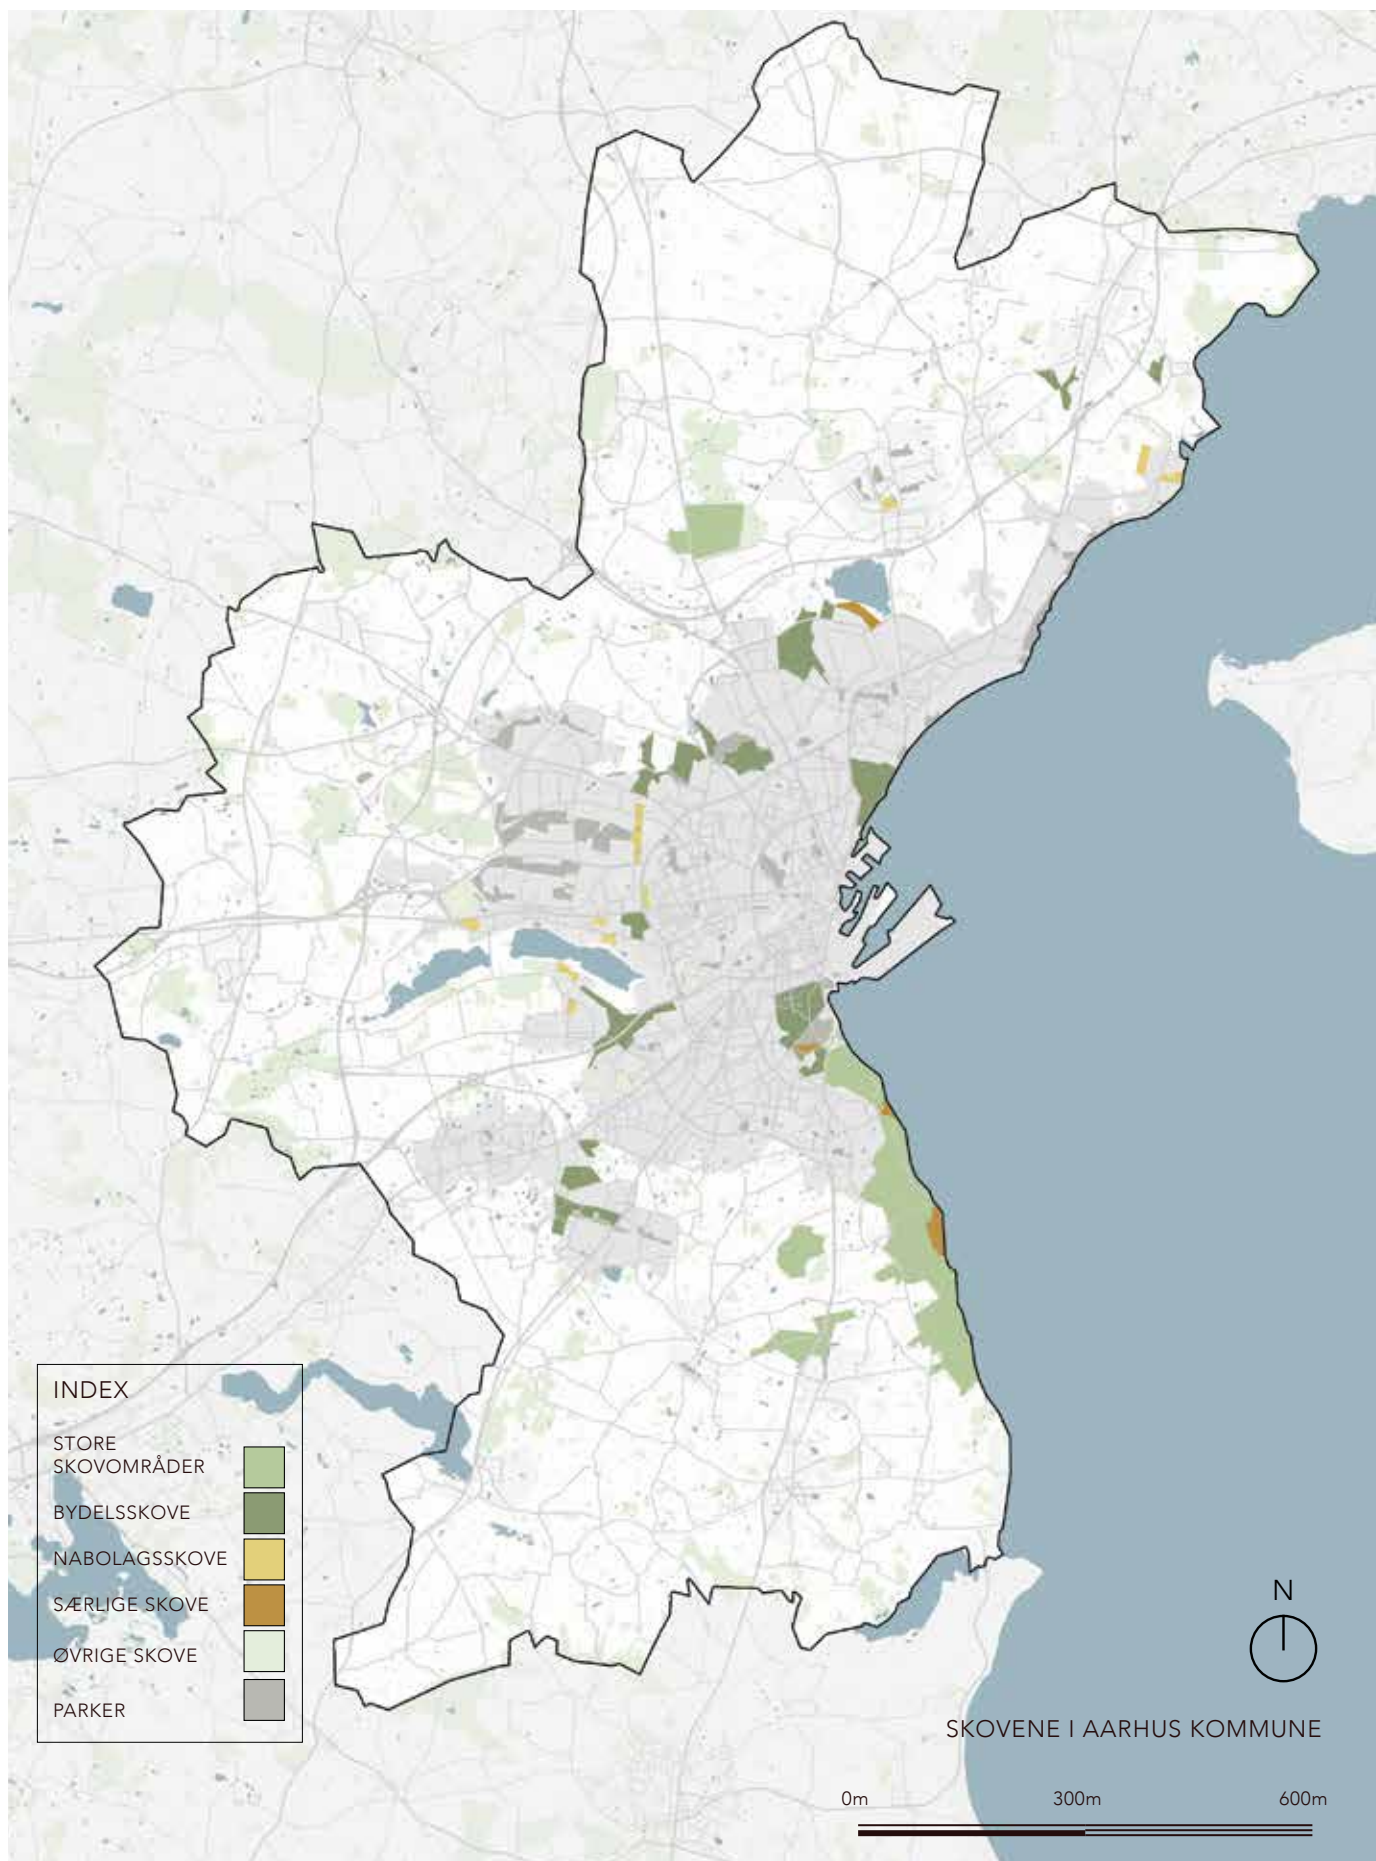 INDEX
STORE
SKOVOMRÅDER
BYDELSSKOVE
NABOLAGSSKOVE
SÆRLIGE SKOVE
ØVRIGE SKOVE
PARKER
N
SKOVENE I AARHUS KOMMUNE
0m 300m 600m